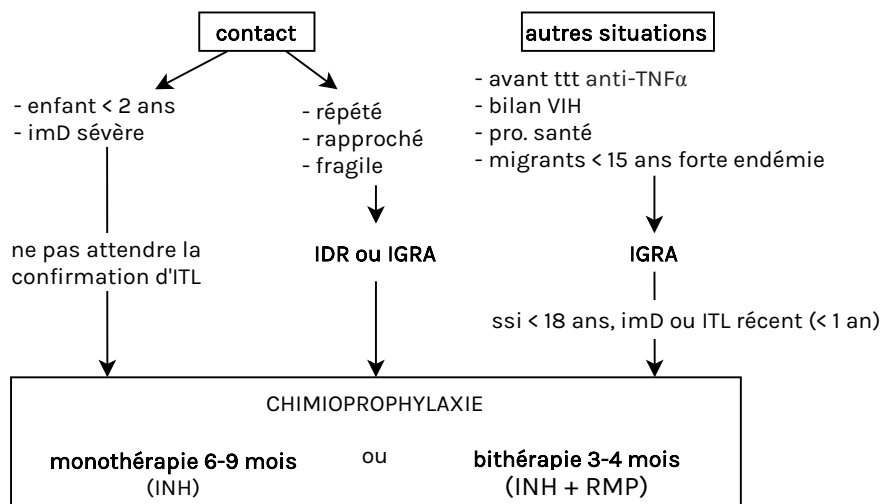 contact
autres situations
- enfant < 2 ans
- imD sévère
- répété
- rapproché
- fragile
- avant ttt anti-TNFα
- bilan VIH
- pro. santé
- migrants < 15 ans forte endémie
ne pas attendre la
confirmation d'ITL
IDR ou IGRA
IGRA
ssi < 18 ans, imD ou ITL récent (< 1 an)
CHIMIOPROPHYLAXIE
monothérapie 6-9 mois
(INH)
ou
bithérapie 3-4 mois
(INH + RMP)